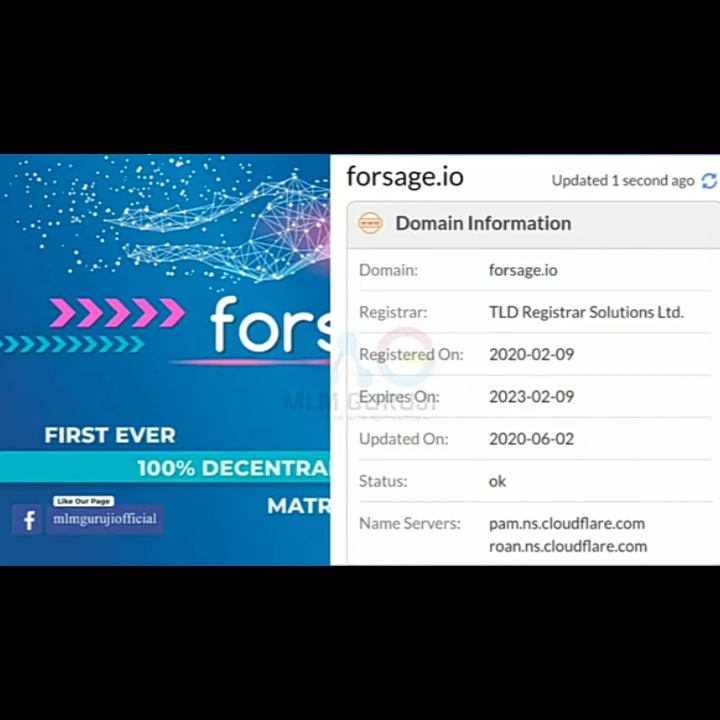 fors
FIRST EVER
100% DECENTRA
MATR
Like Our Page
f mlmgurujiofficial
forsage.io
Updated 1 second ago
Domain Information
Domain: forsage.io
Registrar: TLD Registrar Solutions Ltd.
Registered On: 2020-02-09
Expires On: 2023-02-09
Updated On: 2020-06-02
Status: ok
Name Servers: pam.ns.cloudflare.com
roan.ns.cloudflare.com
MLM GURUJI